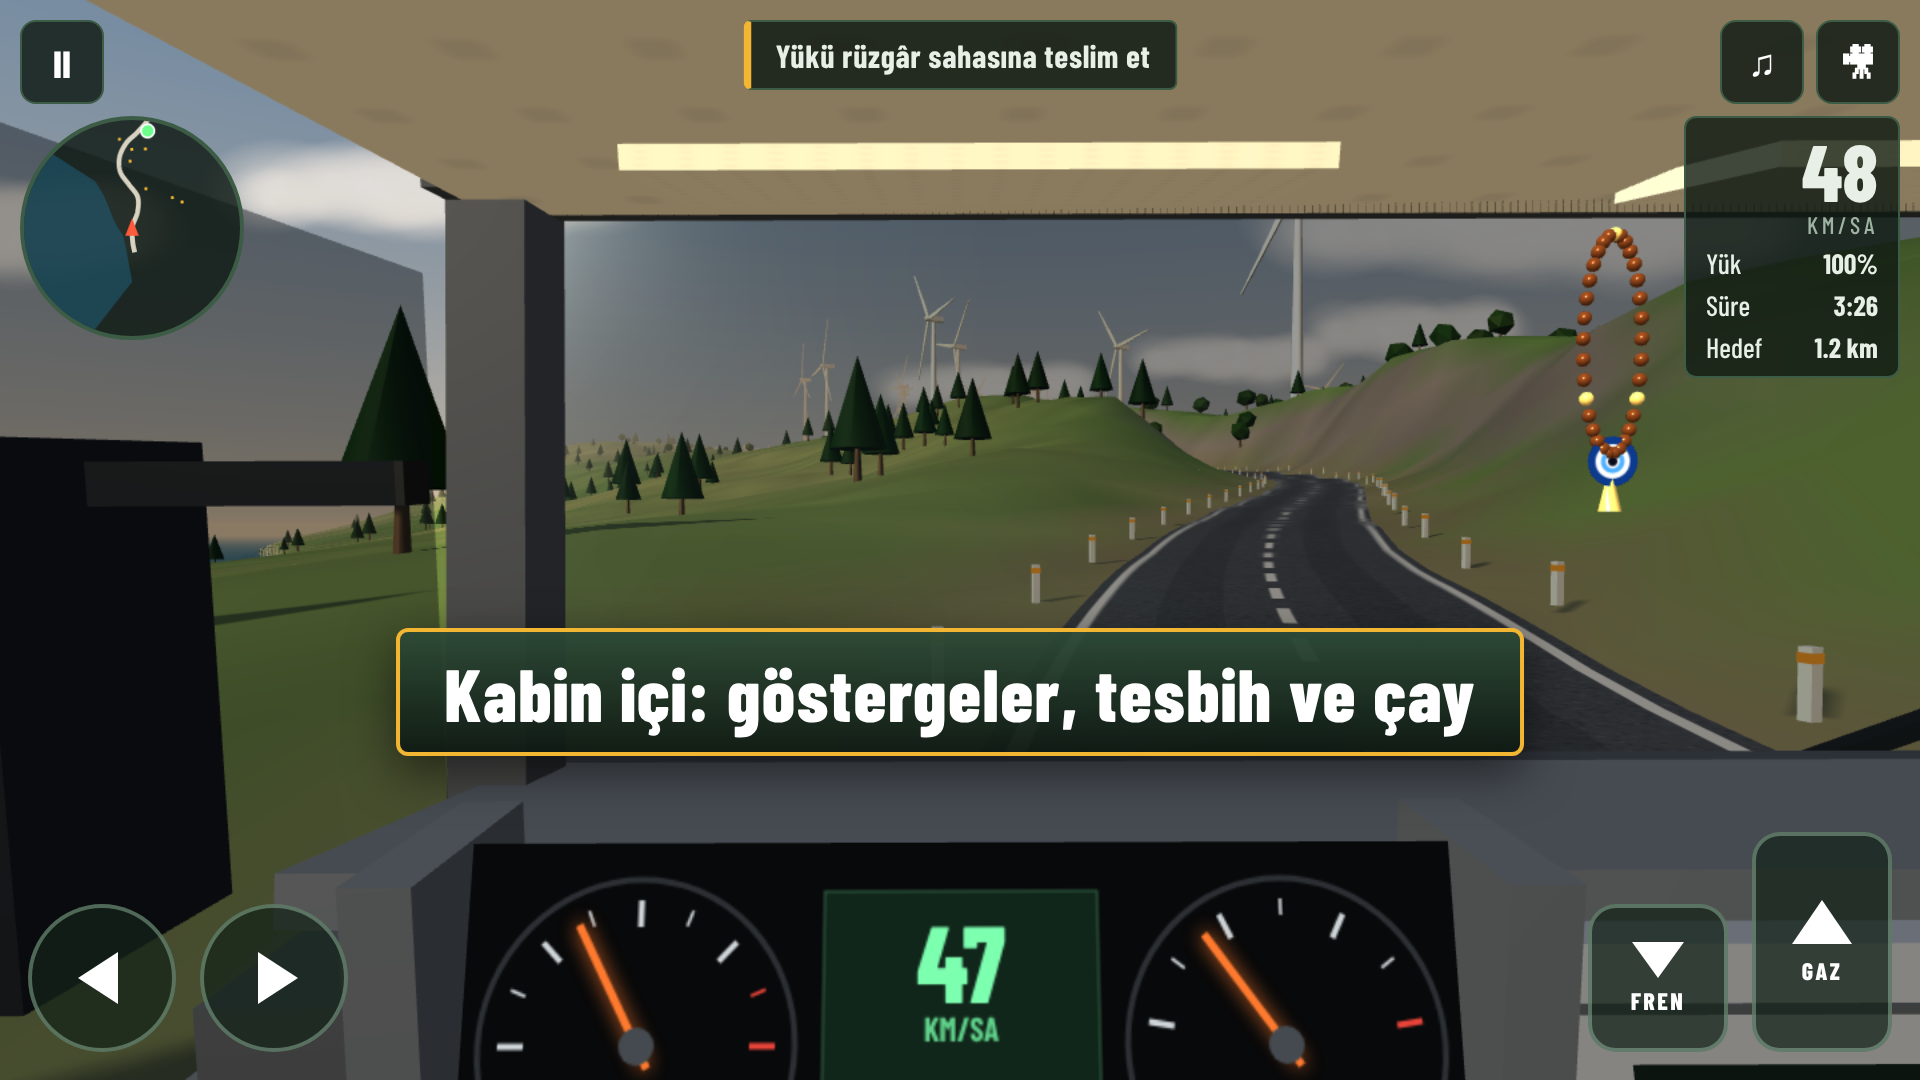 Yükü rüzgâr sahasına teslim et
48
KM/SA
Yük 100%
Süre 3:26
Hedef 1.2 km
Kabin içi: göstergeler, tesbih ve çay
47
KM/SA
FREN
GAZ